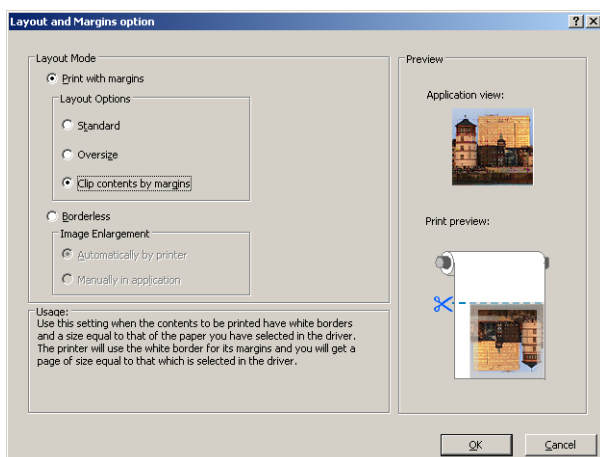 Layout and Margins option
Layout Mode
Print with margins
Layout Options
Standard
Oversize
Clip contents by margins
Borderless
Image Enlargement
Automatically by printer
Manually in application
Usage:
Use this setting when the contents to be printed have white borders
and a size equal to that of the paper you have selected in the driver.
The printer will use the white border for its margins and you will get a
page of size equal to that which is selected in the driver.
Preview
Application view:
Print preview:
OK
Cancel